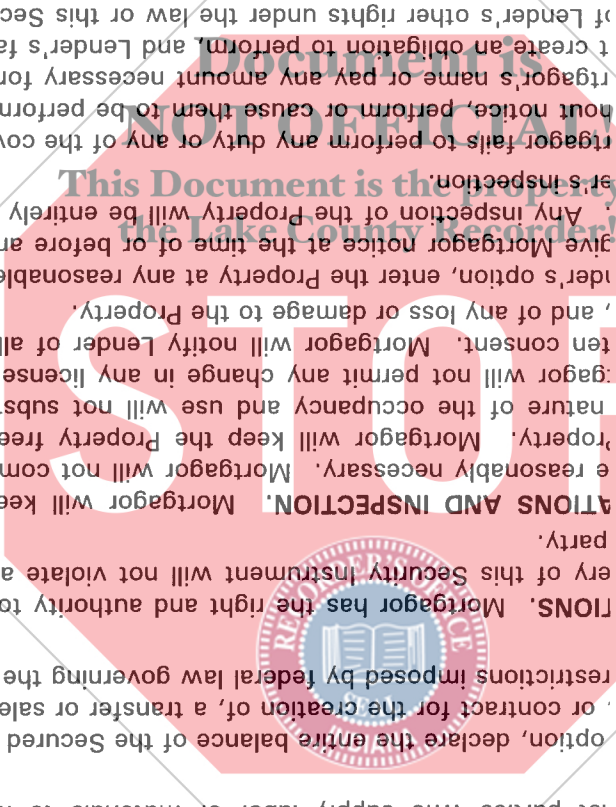 option, declare the entire balance of the Secured
or contract for the creation of, a transfer or sale
restrictions imposed by federal law governing the
TIONS. Mortgagor has the right and authority to
ery of this Security Instrument will not violate a
party.
ATIONS AND INSPECTION. Mortgagor will kee
e reasonably necessary. Mortgagor will not com
Property. Mortgagor will keep the Property free
nature of the occupancy and use will not subst
tgagor will not permit any change in any license
ten consent. Mortgagor will notify Lender of all
, and of any loss or damage to the Property.
nder's option, enter the Property at any reasonable
give Mortgagor notice at the time of or before an
. Any inspection of the Property will be entirely
er's inspection.
rtgagor fails to perform any duty or any of the cov
hout notice, perform or cause them to be perform
rtgagor's name or pay any amount necessary for
t create an obligation to perform, and Lender's fa
of Lender's other rights under the law or this Sec
Document is
NOT OFFICIAL
This Document is the property
the Lake County Recorder!
STOP
RECORDER'S OFFICE
SEAL